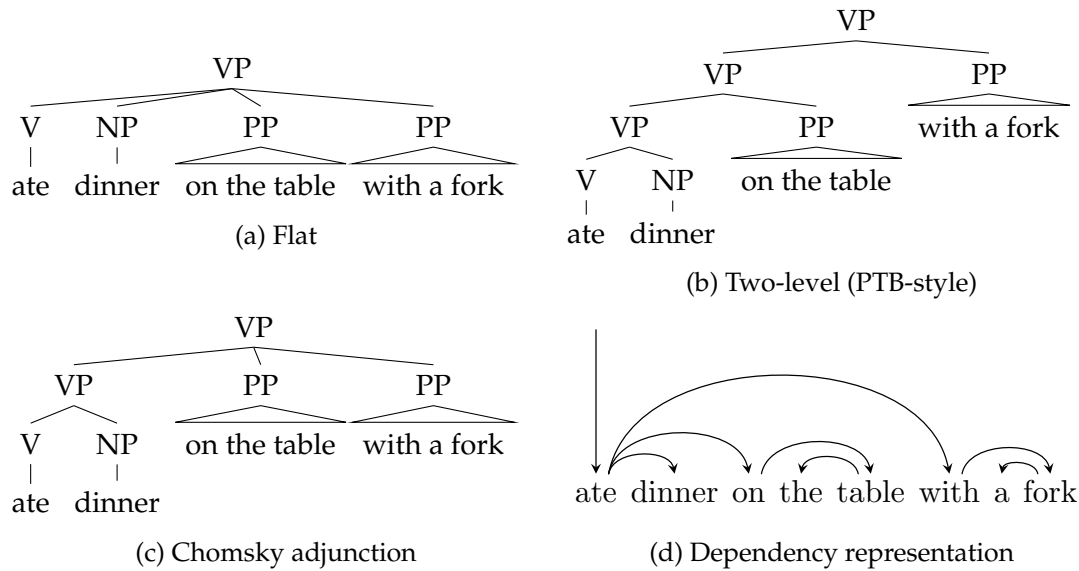 VP
V NP PP PP
ate dinner on the table with a fork
(a) Flat
VP
VP PP
VP PP with a fork
V NP on the table
ate dinner
(b) Two-level (PTB-style)
VP
VP PP PP
V NP on the table with a fork
ate dinner
(c) Chomsky adjunction
ate dinner on the table with a fork
(d) Dependency representation